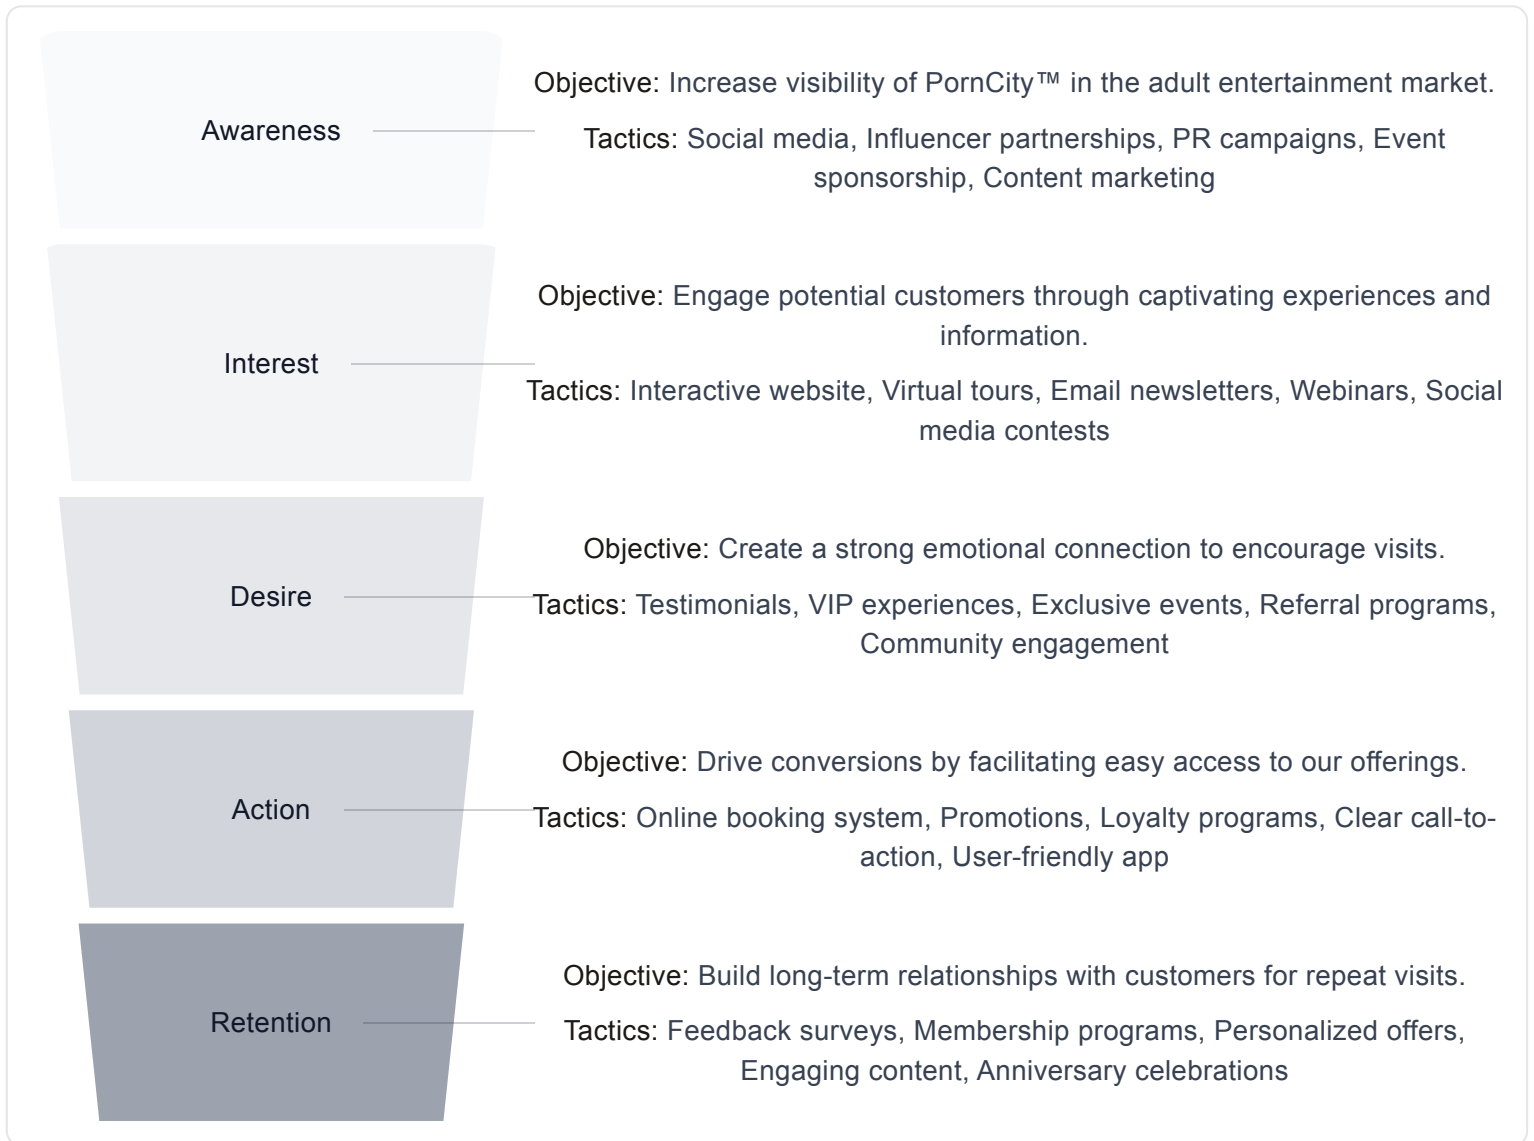 Awareness
Objective: Increase visibility of PornCity™ in the adult entertainment market.
Tactics: Social media, Influencer partnerships, PR campaigns, Event
sponsorship, Content marketing
Interest
Objective: Engage potential customers through captivating experiences and
information.
Tactics: Interactive website, Virtual tours, Email newsletters, Webinars, Social
media contests
Desire
Objective: Create a strong emotional connection to encourage visits.
Tactics: Testimonials, VIP experiences, Exclusive events, Referral programs,
Community engagement
Action
Objective: Drive conversions by facilitating easy access to our offerings.
Tactics: Online booking system, Promotions, Loyalty programs, Clear call-to-
action, User-friendly app
Retention
Objective: Build long-term relationships with customers for repeat visits.
Tactics: Feedback surveys, Membership programs, Personalized offers,
Engaging content, Anniversary celebrations